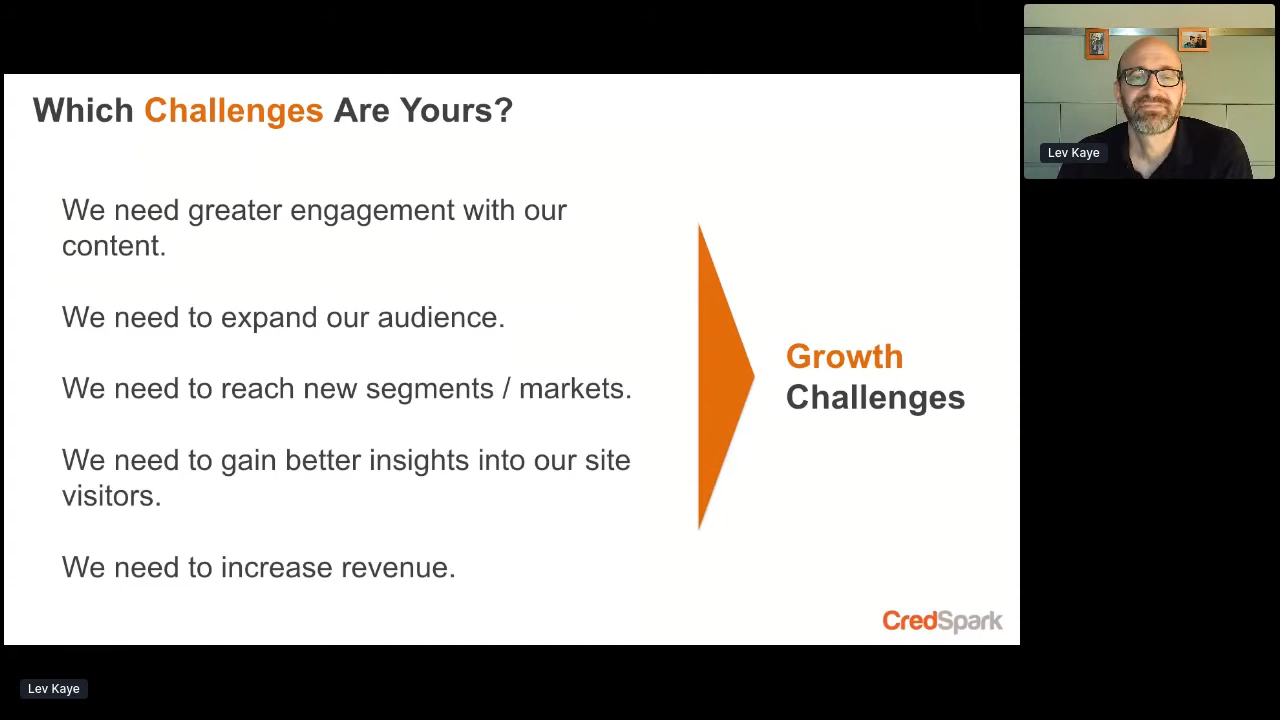 Which Challenges Are Yours?
We need greater engagement with our
content.
We need to expand our audience.
We need to reach new segments / markets.
We need to gain better insights into our site
visitors.
We need to increase revenue.
Growth
Challenges
CredSpark
Lev Kaye
Lev Kaye